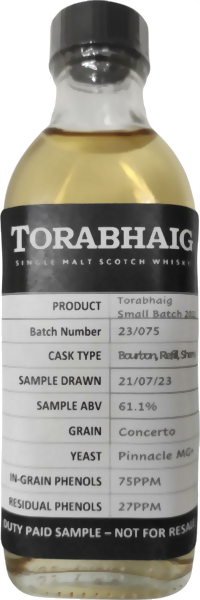 TORABHAIG
SINGLE MALT SCOTCH WHISKY
PRODUCT Torabhaig
Small Batch
Batch Number 23/075
CASK TYPE Bourbon, Refill, Sherry
SAMPLE DRAWN 21/07/23
SAMPLE ABV 61.1%
GRAIN Concerto
YEAST Pinnacle MG+
IN-GRAIN PHENOLS 75PPM
RESIDUAL PHENOLS 27PPM
DUTY PAID SAMPLE – NOT FOR RESALE